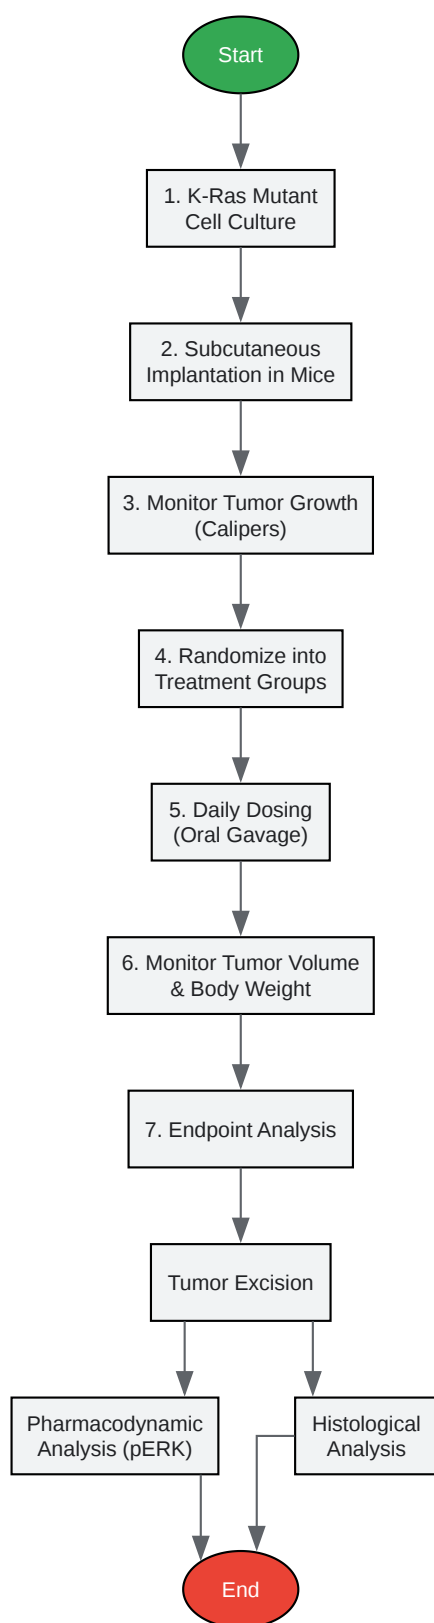 Start
1. K-Ras Mutant
Cell Culture
2. Subcutaneous
Implantation in Mice
3. Monitor Tumor Growth
(Calipers)
4. Randomize into
Treatment Groups
5. Daily Dosing
(Oral Gavage)
6. Monitor Tumor Volume
& Body Weight
7. Endpoint Analysis
Tumor Excision
Pharmacodynamic
Analysis (pERK)
Histological
Analysis
End